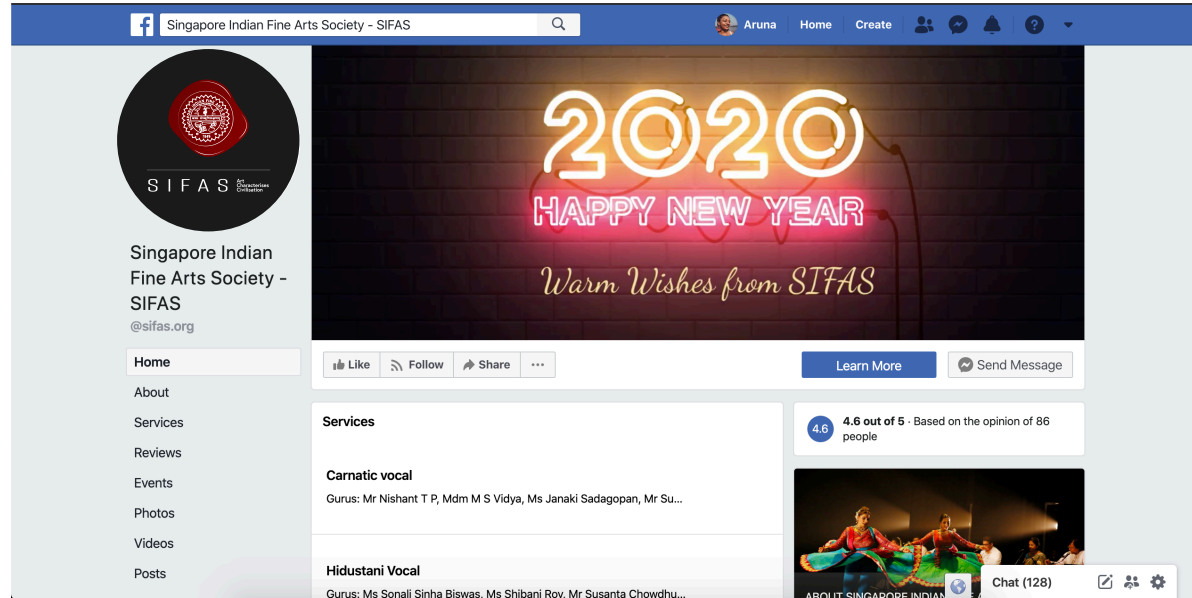 Singapore Indian Fine Arts Society - SIFAS
Aruna
Home
Create
SIFAS
Art
Characterises
Civilisation
Singapore Indian
Fine Arts Society -
SIFAS
@sifas.org
Home
About
Services
Reviews
Events
Photos
Videos
Posts
2020
HAPPY NEW YEAR
Warm Wishes from SIFAS
Like
Follow
Share
Learn More
Send Message
Services
Carnatic vocal
Gurus: Mr Nishant T P, Mdm M S Vidya, Ms Janaki Sadagopan, Mr Su...
Hidustani Vocal
Gurus: Ms Sonali Sinha Biswas, Ms Shibani Roy, Mr Susanta Chowdhu...
4.6
4.6 out of 5 · Based on the opinion of 86
people
ABOUT SINGAPORE INDIAN
Chat (128)